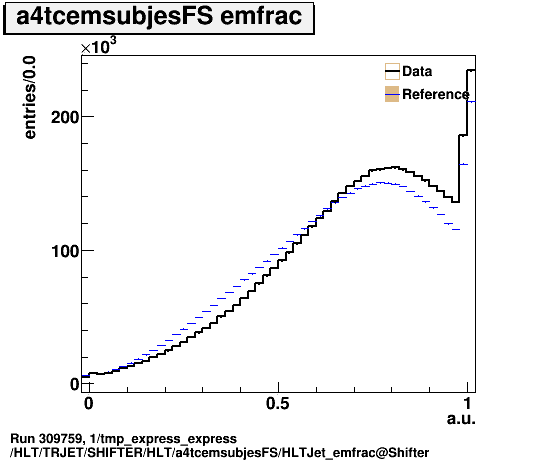 a4tcemsubjesFS emfrac
×10³
entries/0.0
Data
Reference
200
100
0
0
0.5
1
a.u.
Run 309759, 1/tmp_express_express
/HLT/TRJET/SHIFTER/HLT/a4tcemsubjesFS/HLTJet_emfrac@Shifter